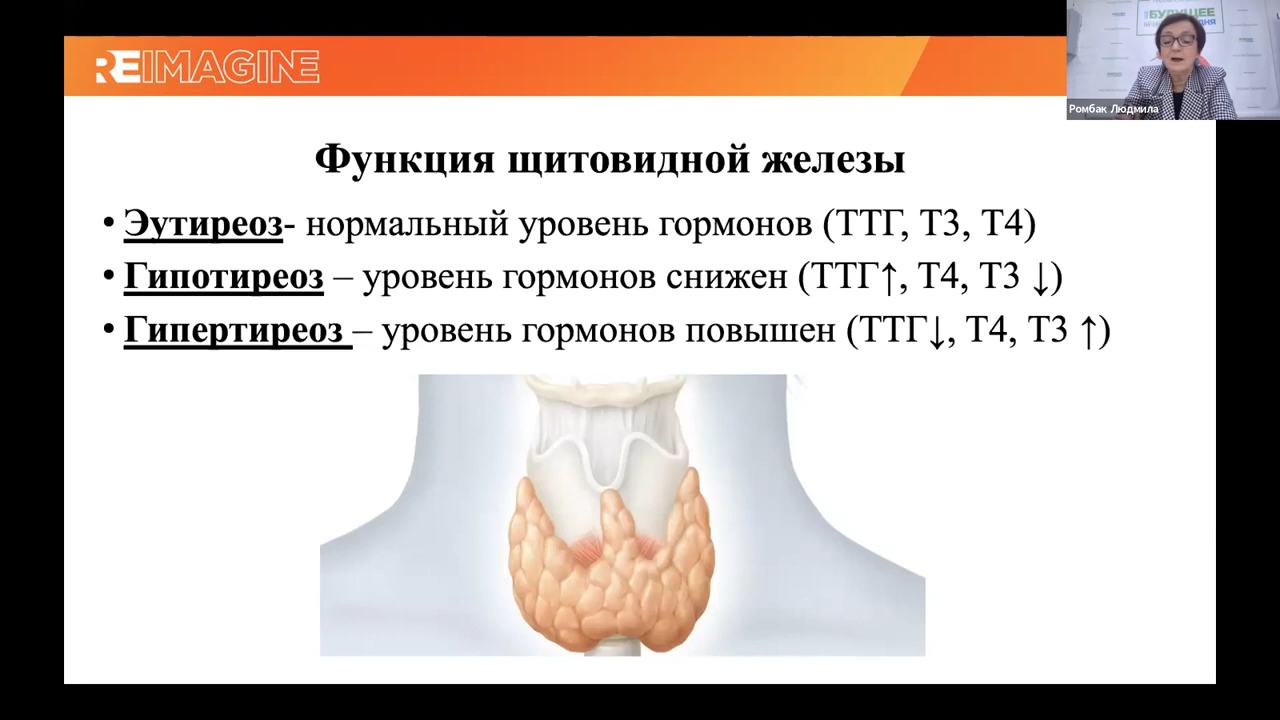 REIMAGINE
БУДУЩЕЕ
Ромбак Людмила
Функция щитовидной железы
• Эутиреоз- нормальный уровень гормонов (ТТГ, Т3, Т4)
• Гипотиреоз – уровень гормонов снижен (ТТГ↑, Т4, Т3 ↓)
• Гипертиреоз – уровень гормонов повышен (ТТГ↓, Т4, Т3 ↑)